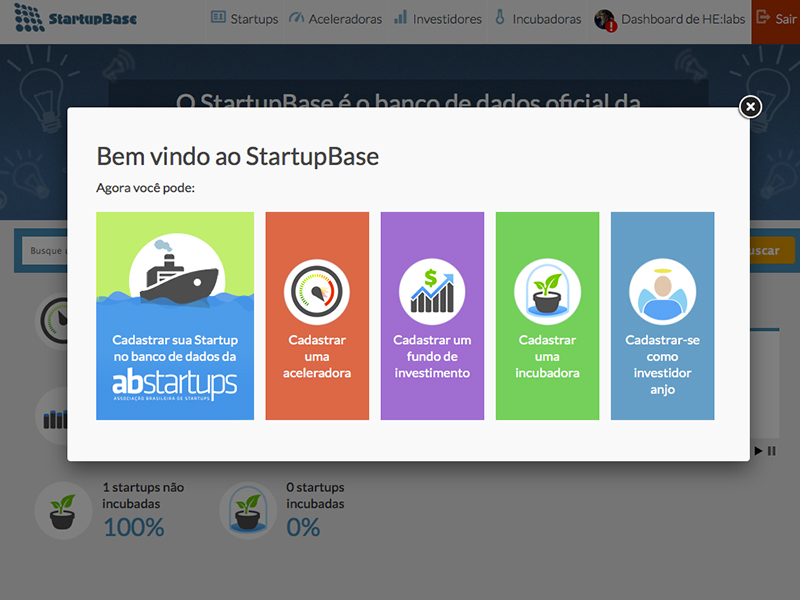 StartupBase
Startups
Aceleradoras
Investidores
Incubadoras
Dashboard de HE:labs
Sair
O StartupBase é o banco de dados oficial da
Bem vindo ao StartupBase
Agora você pode:
Busque
uscar
Cadastrar sua Startup
no banco de dados da
abstartups
ASSOCIAÇÃO BRASILEIRA DE STARTUPS
Cadastrar
uma
aceleradora
Cadastrar um
fundo de
investimento
Cadastrar
uma
incubadora
Cadastrar-se
como
investidor
anjo
1 startups não
incubadas
100%
0 startups
incubadas
0%